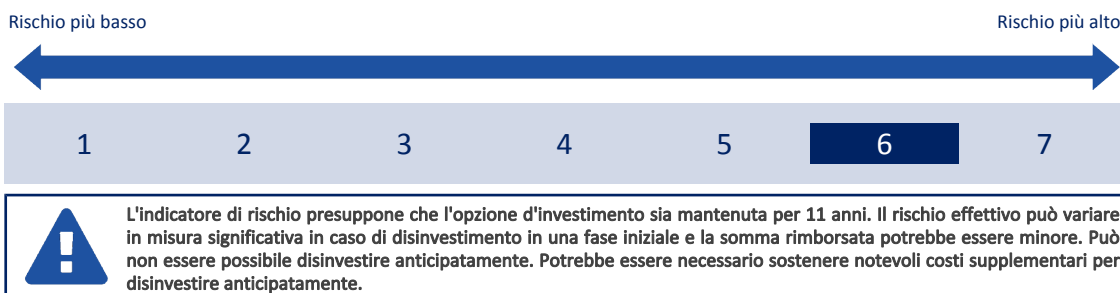 Rischio più basso Rischio più alto
1 2 3 4 5 6 7
L'indicatore di rischio presuppone che l'opzione d'investimento sia mantenuta per 11 anni. Il rischio effettivo può variare
in misura significativa in caso di disinvestimento in una fase iniziale e la somma rimborsata potrebbe essere minore. Può
non essere possibile disinvestire anticipatamente. Potrebbe essere necessario sostenere notevoli costi supplementari per
disinvestire anticipatamente.